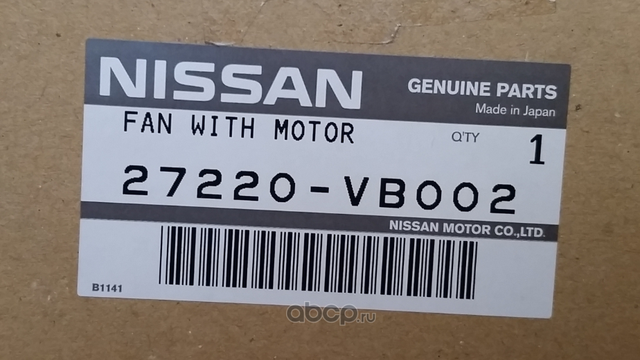 NISSAN
GENUINE PARTS
Made in Japan
FAN WITH MOTOR
Q'TY 1
27220-VB002
NISSAN MOTOR CO.,LTD.
B1141
abcp.ru